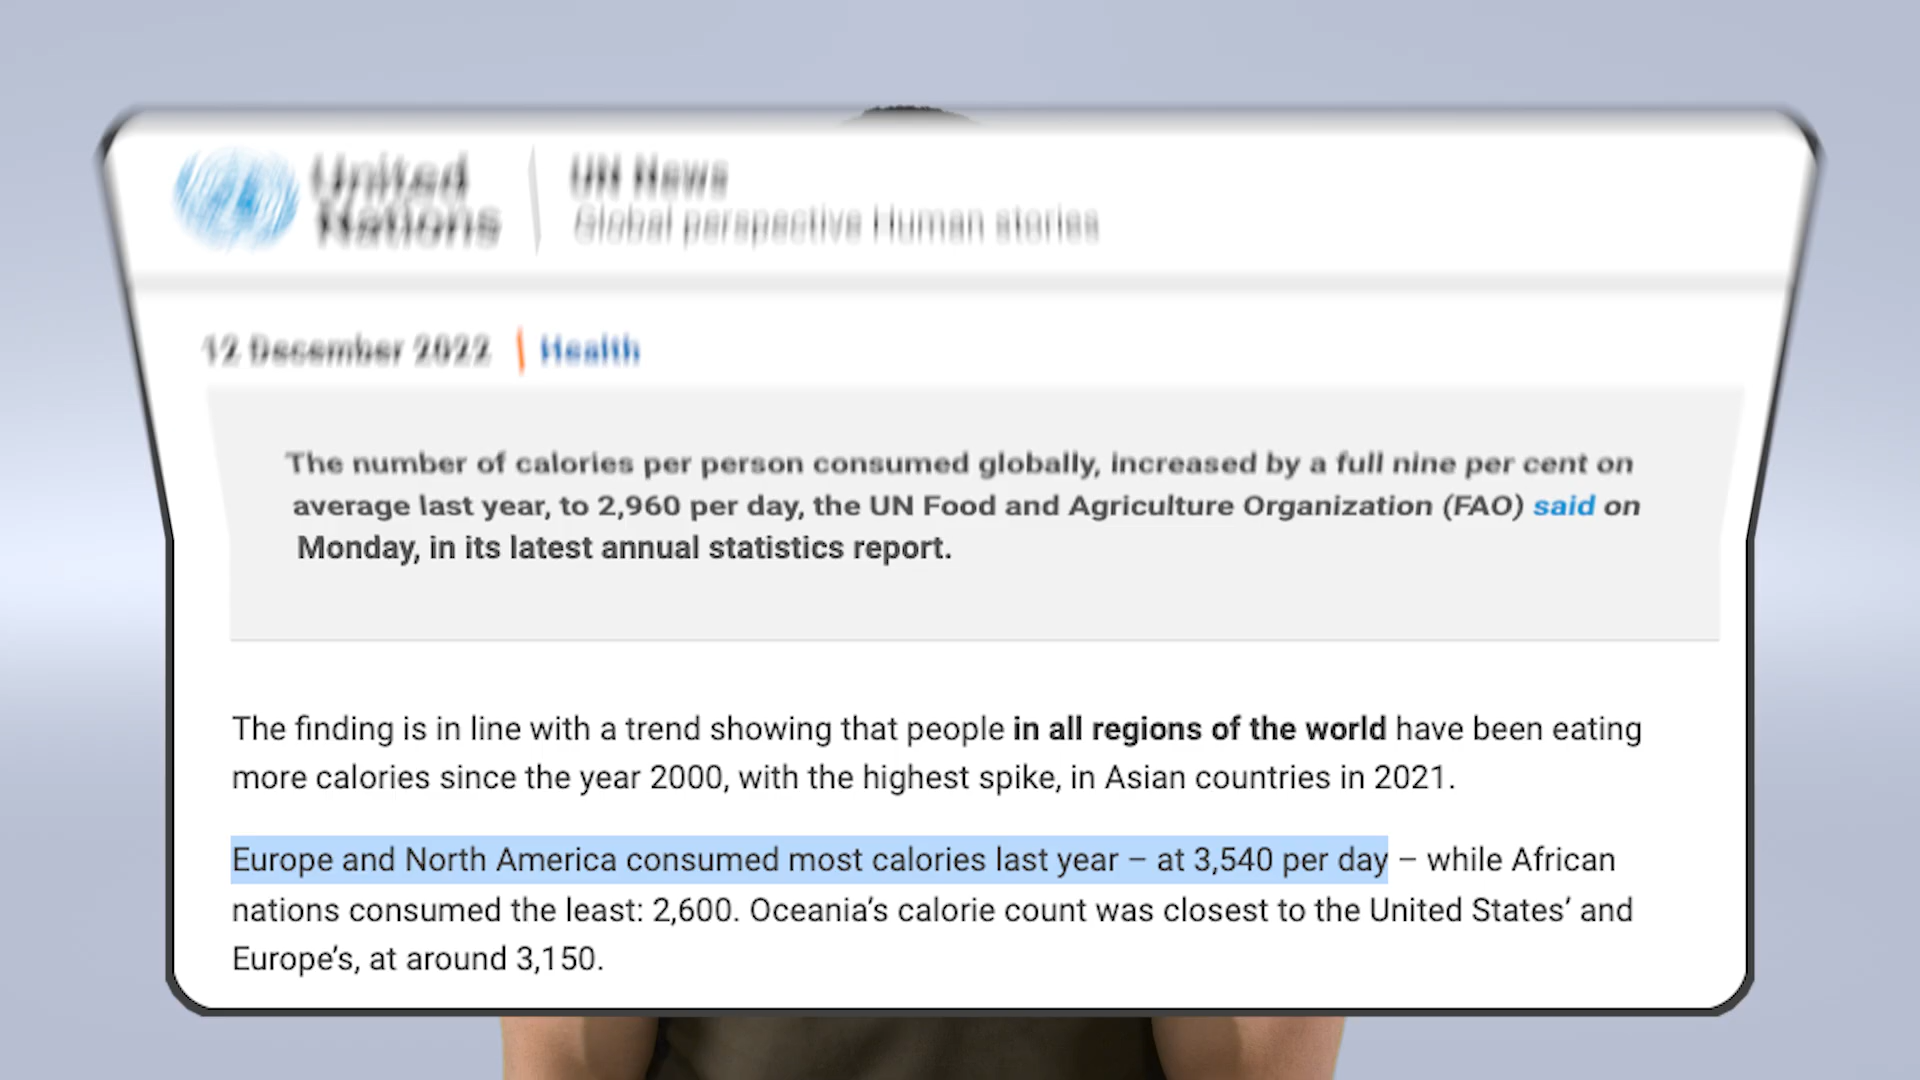 United
Nations
UN News
Global perspective Human stories
12 December 2022
Health
The number of calories per person consumed globally, increased by a full nine per cent on
average last year, to 2,960 per day, the UN Food and Agriculture Organization (FAO) said on
Monday, in its latest annual statistics report.
The finding is in line with a trend showing that people in all regions of the world have been eating
more calories since the year 2000, with the highest spike, in Asian countries in 2021.
Europe and North America consumed most calories last year – at 3,540 per day – while African
nations consumed the least: 2,600. Oceania’s calorie count was closest to the United States’ and
Europe’s, at around 3,150.